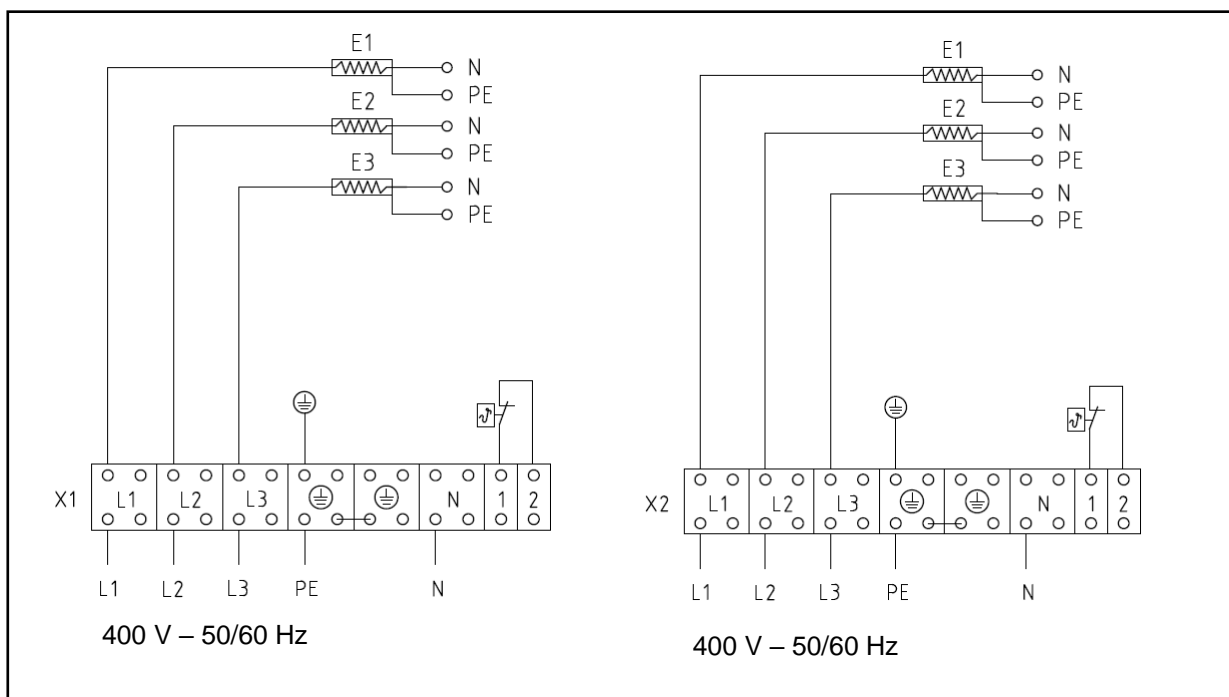 E1
N
PE
E2
N
PE
E3
N
PE
X1 L1 L2 L3 N 1 2
L1 L2 L3 PE N
400 V – 50/60 Hz
E1
N
PE
E2
N
PE
E3
N
PE
X2 L1 L2 L3 N 1 2
L1 L2 L3 PE N
400 V – 50/60 Hz